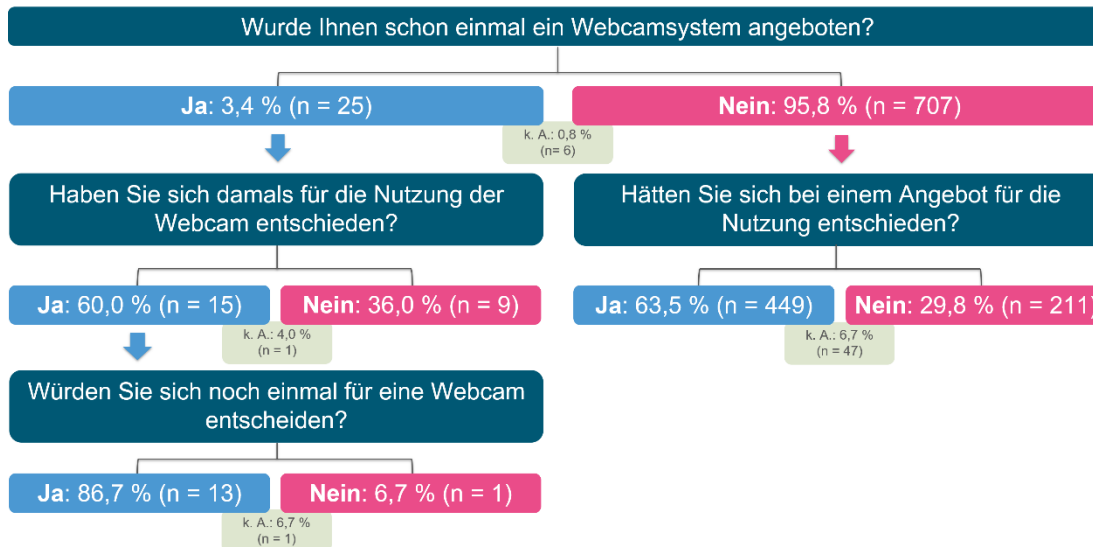 Wurde Ihnen schon einmal ein Webcamsystem angeboten?
Ja: 3,4 % (n = 25)
Nein: 95,8 % (n = 707)
k. A.: 0,8 %
(n= 6)
Haben Sie sich damals für die Nutzung der
Webcam entschieden?
Hätten Sie sich bei einem Angebot für die
Nutzung entschieden?
Ja: 60,0 % (n = 15)
Nein: 36,0 % (n = 9)
k. A.: 4,0 %
(n = 1)
Ja: 63,5 % (n = 449)
Nein: 29,8 % (n = 211)
k. A.: 6,7 %
(n = 47)
Würden Sie sich noch einmal für eine Webcam
entscheiden?
Ja: 86,7 % (n = 13)
Nein: 6,7 % (n = 1)
k. A.: 6,7 %
(n = 1)